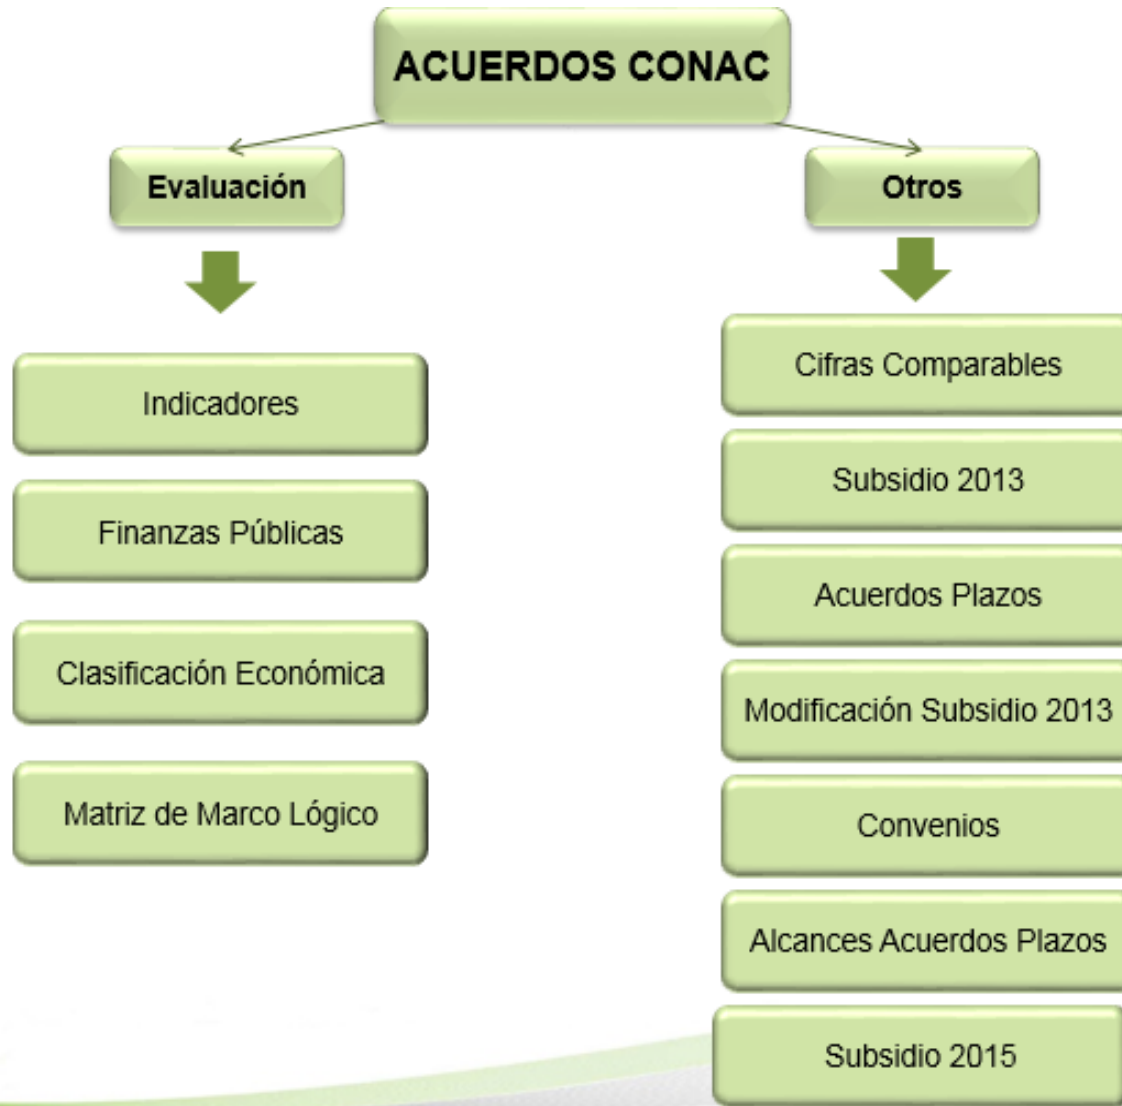 ACUERDOS CONAC
Evaluación
Indicadores
Finanzas Públicas
Clasificación Económica
Matriz de Marco Lógico
Otros
Cifras Comparables
Subsidio 2013
Acuerdos Plazos
Modificación Subsidio 2013
Convenios
Alcances Acuerdos Plazos
Subsidio 2015